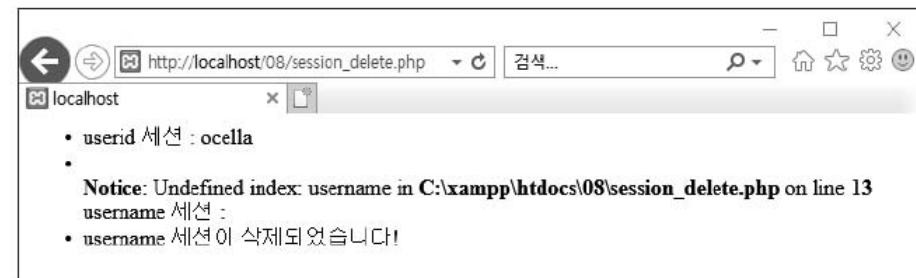 http://localhost/08/session_delete.php
검색...
localhost
• userid 세션 : ocella
•
Notice: Undefined index: username in C:\xampp\htdocs\08\session_delete.php on line 13
username 세션 :
• username 세션이 삭제되었습니다!